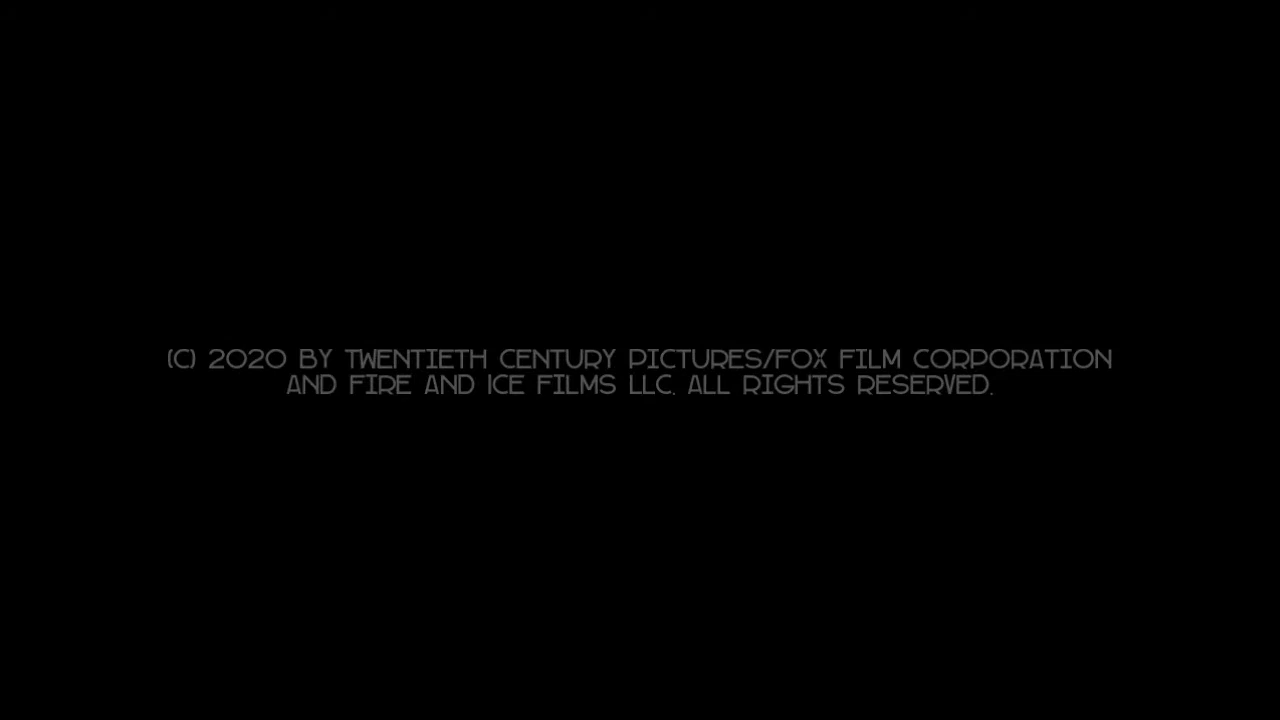 (C) 2020 BY TWENTIETH CENTURY PICTURES/FOX FILM CORPORATION
AND FIRE AND ICE FILMS LLC. ALL RIGHTS RESERVED.